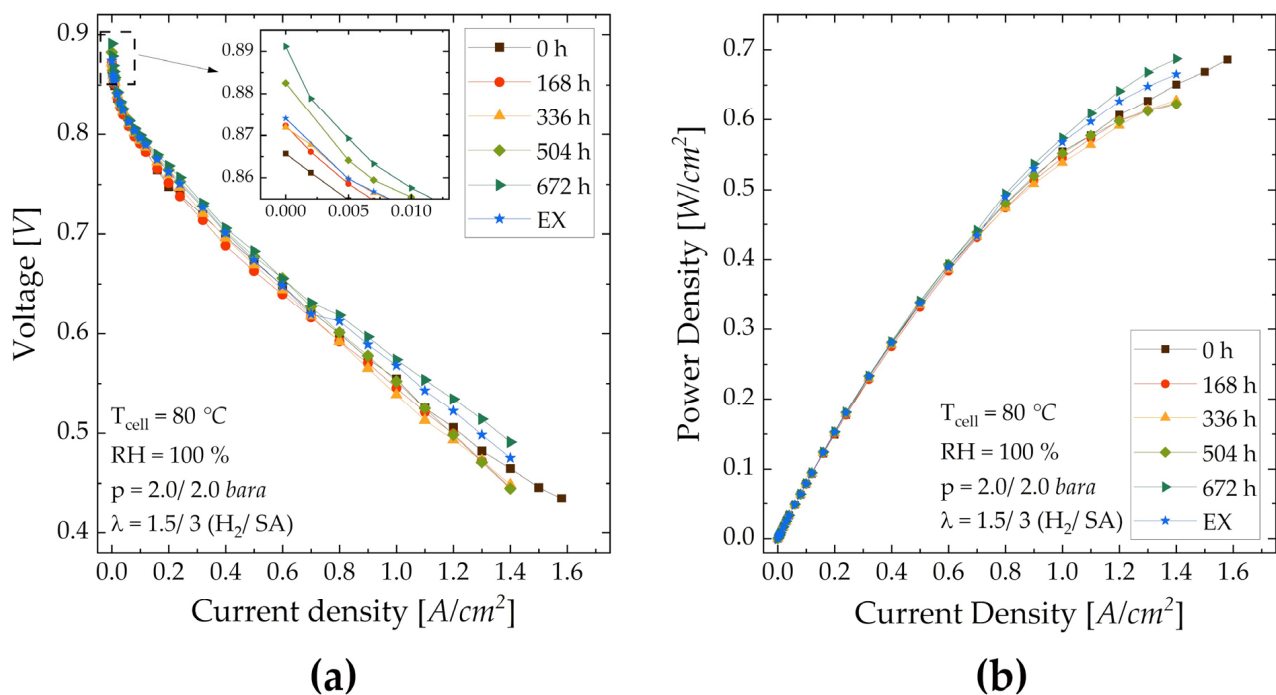 0.9
0.8
0.7
0.6
0.5
0.4
Voltage [V]
0.0 0.2 0.4 0.6 0.8 1.0 1.2 1.4 1.6
Current density [A/cm²]
0.89
0.88
0.87
0.86
0.000 0.005 0.010
0 h
168 h
336 h
504 h
672 h
EX
T_cell = 80 °C
RH = 100 %
p = 2.0/ 2.0 bara
λ = 1.5/ 3 (H₂/ SA)
(a)
0.7
0.6
0.5
0.4
0.3
0.2
0.1
0.0
Power Density [W/cm²]
0.0 0.2 0.4 0.6 0.8 1.0 1.2 1.4 1.6
Current Density [A/cm²]
0 h
168 h
336 h
504 h
672 h
EX
T_cell = 80 °C
RH = 100 %
p = 2.0/ 2.0 bara
λ = 1.5/ 3 (H₂/ SA)
(b)